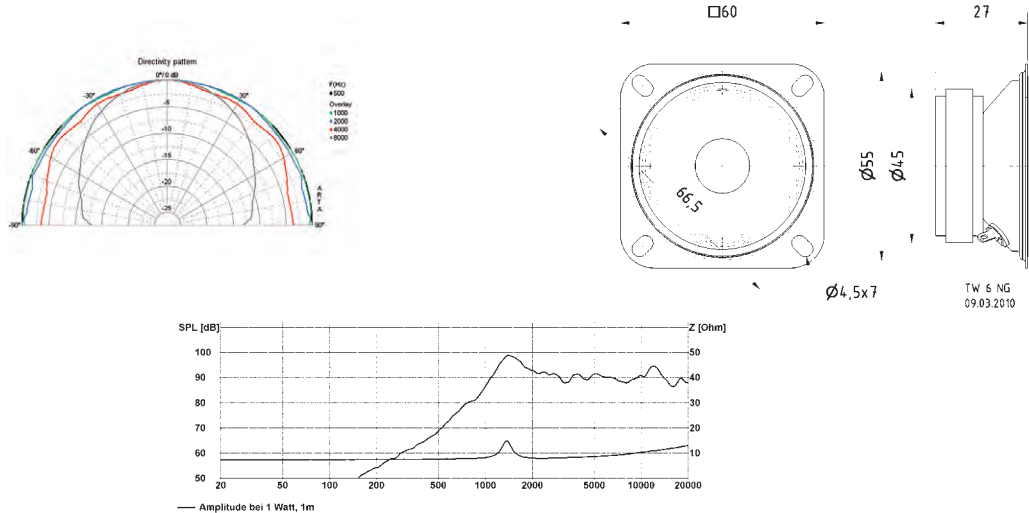 Directivity pattern
0°/0 dB
-30°
30°
-60°
60°
-90°
90°
-5
-10
-15
-20
-25
F(Hz)
500
Overlay
1000
2000
4000
8000
A
R
T
A
□60
27
Ø55
Ø45
66,5
Ø4,5x7
TW 6 NG
09.03.2010
SPL [dB]
Z [Ohm]
100
90
80
70
60
50
50
40
30
20
10
20
50
100
200
500
1000
2000
5000
10000
20000
Amplitude bei 1 Watt, 1m